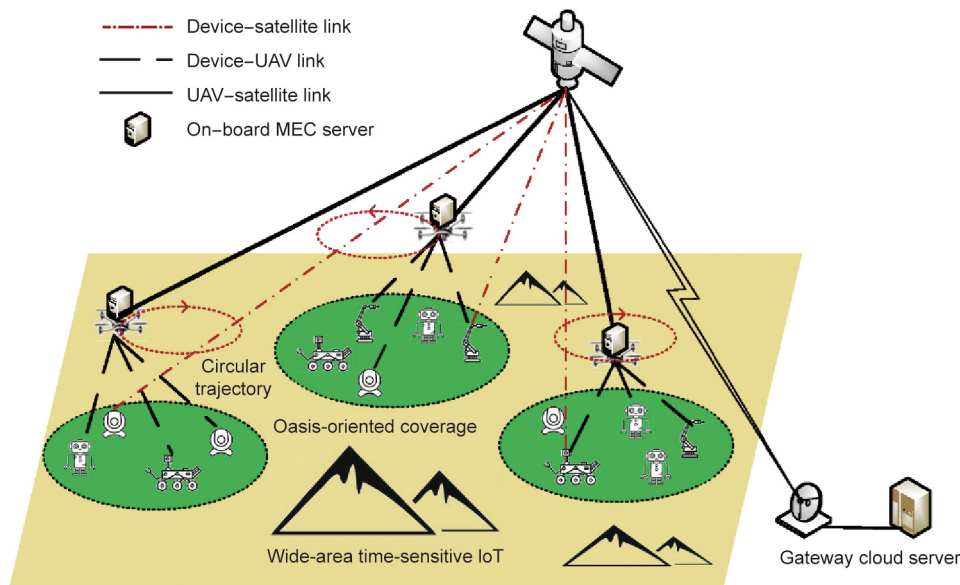 Device–satellite link
Device–UAV link
UAV–satellite link
On–board MEC server
Circular
trajectory
Oasis-oriented coverage
Wide-area time-sensitive IoT
Gateway cloud server